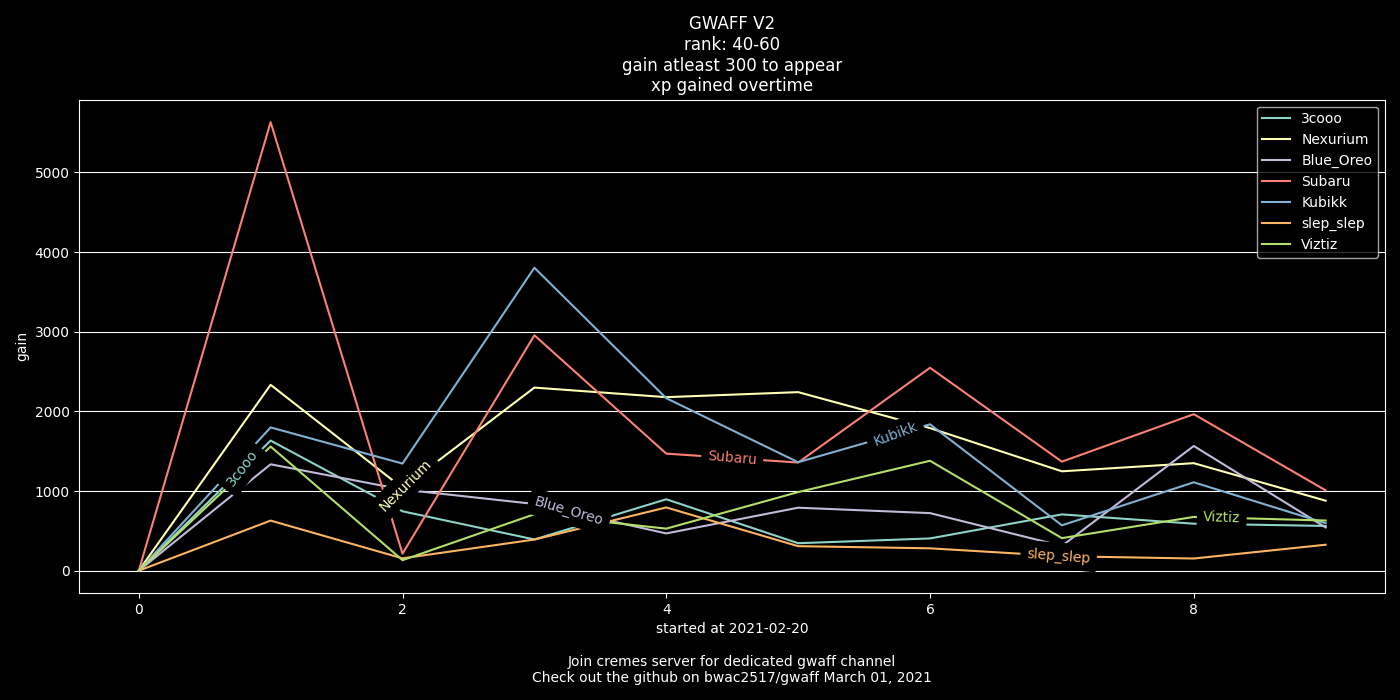 GWAFF V2
rank: 40-60
gain atleast 300 to appear
xp gained overtime
3cooo
Nexurium
Blue_Oreo
Subaru
Kubikk
slep_slep
Viztiz
5000
4000
3000
2000
1000
0
gain
3cooo
Nexurium
Blue_Oreo
Subaru
Kubikk
slep_slep
Viztiz
0 2 4 6 8
started at 2021-02-20
Join cremes server for dedicated gwaff channel
Check out the github on bwac2517/gwaff March 01, 2021